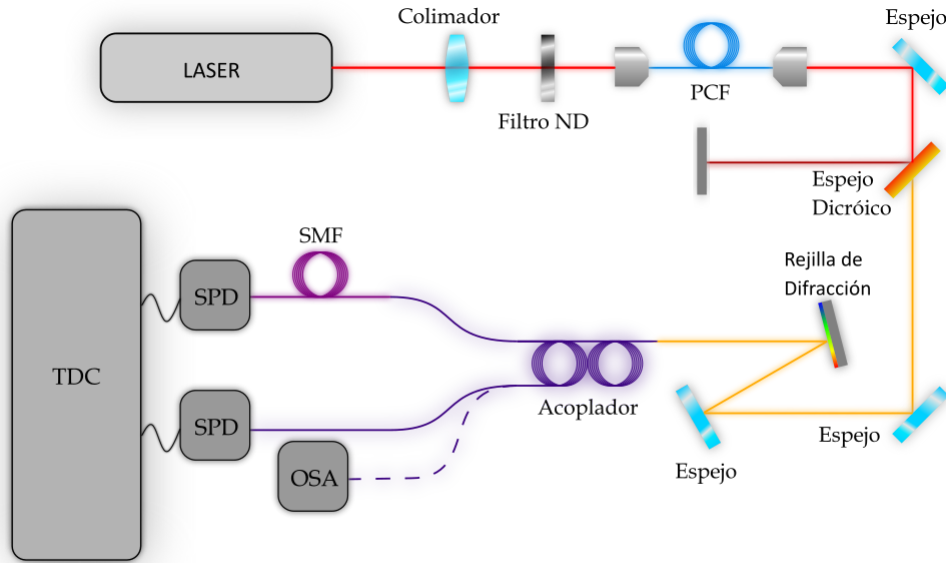 Colimador
Espejo
LASER
Filtro ND
PCF
Espejo
Dicróico
SMF
Rejilla de
Difracción
SPD
TDC
Acoplador
SPD
Espejo
OSA
Espejo